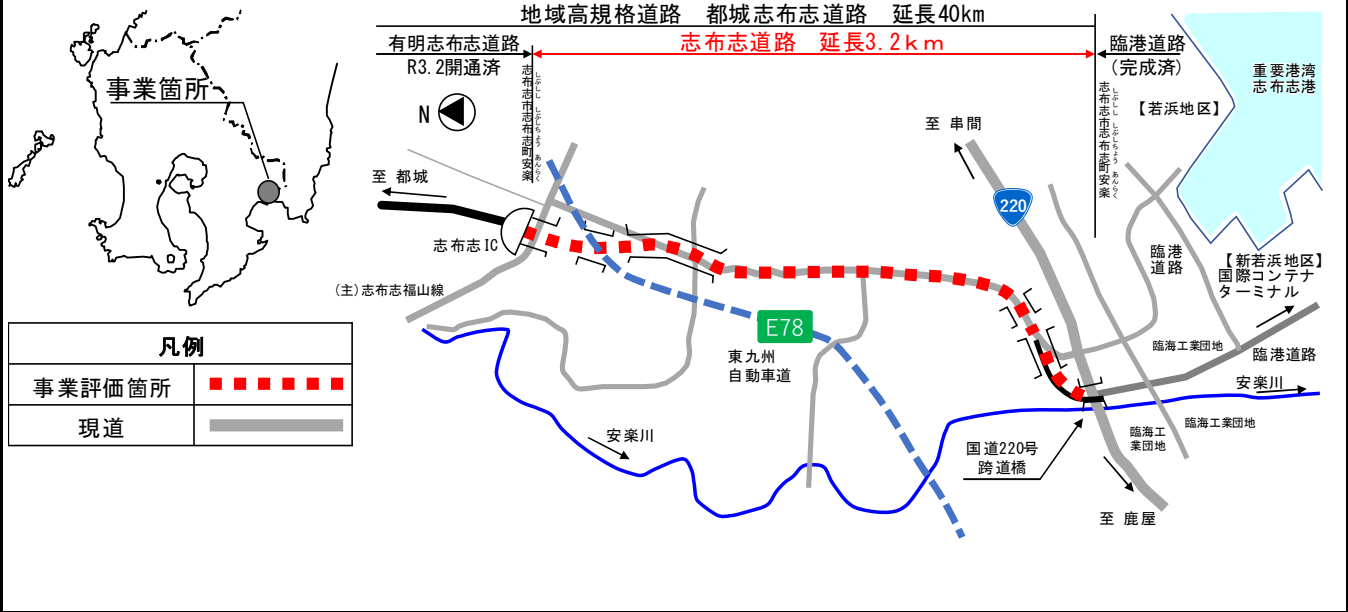 地域高規格道路 都城志布志道路 延長40km
有明志布志道路
R3.2開通済
志布志道路 延長3.2km
臨港道路
(完成済)
重要港湾
志布志港
事業箇所
N
志布志市志布志町安楽
しぶしし しぶしちょう あんらく
志布志市志布志町安楽
しぶしし しぶしちょう あんらく
【若浜地区】
至 串間
至 都城
220
志布志IC
臨港
道路
【新若浜地区】
国際コンテナ
ターミナル
(主)志布志福山線
E78
東九州
自動車道
臨海工業団地
臨港道路
安楽川
凡例
事業評価箇所
現道
安楽川
国道220号
跨道橋
臨海工
業団地
臨海工業団地
至 鹿屋